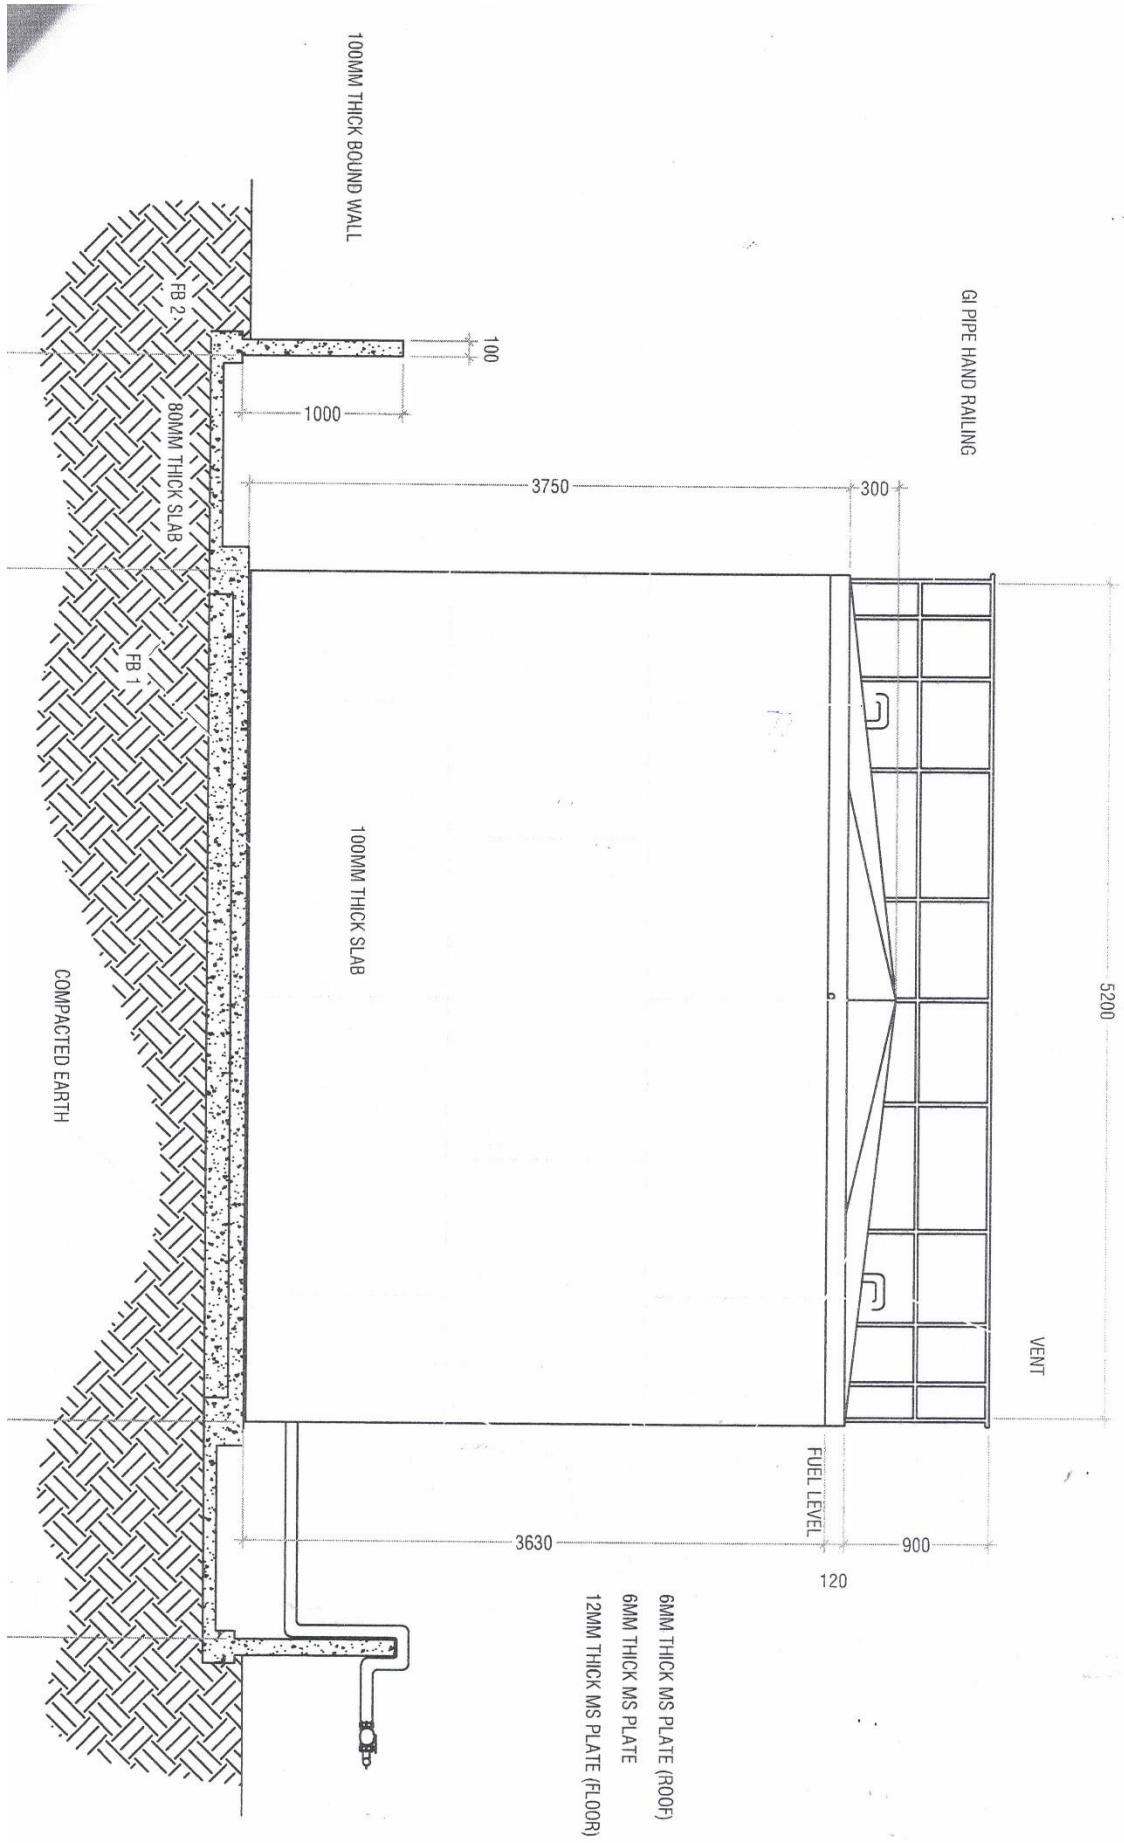 5200
VENT
GI PIPE HAND RAILING
300
900
120
FUEL LEVEL
6MM THICK MS PLATE (ROOF)
6MM THICK MS PLATE
12MM THICK MS PLATE (FLOOR)
3750
3630
100
1000
100MM THICK BOUND WALL
100MM THICK SLAB
FB 2
80MM THICK SLAB
FB 1
COMPACTED EARTH